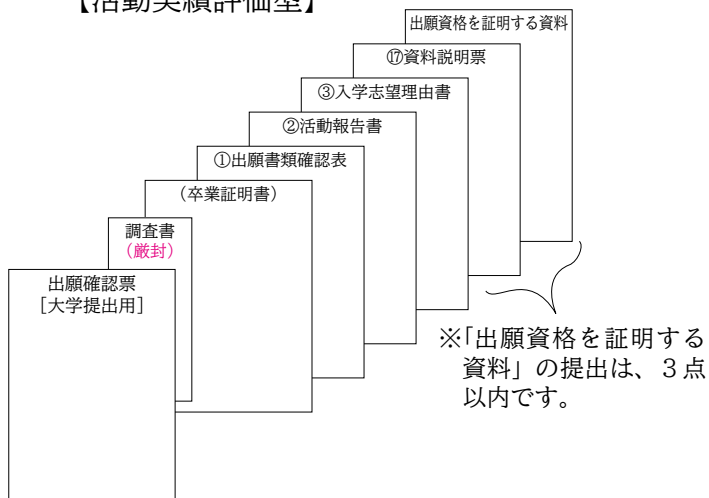 【活動実績評価型】
出願資格を証明する資料
⑰資料説明票
③入学志望理由書
②活動報告書
①出願書類確認表
（卒業証明書）
調査書
（厳封）
出願確認票
［大学提出用］
※「出願資格を証明する
資料」の提出は、３点
以内です。